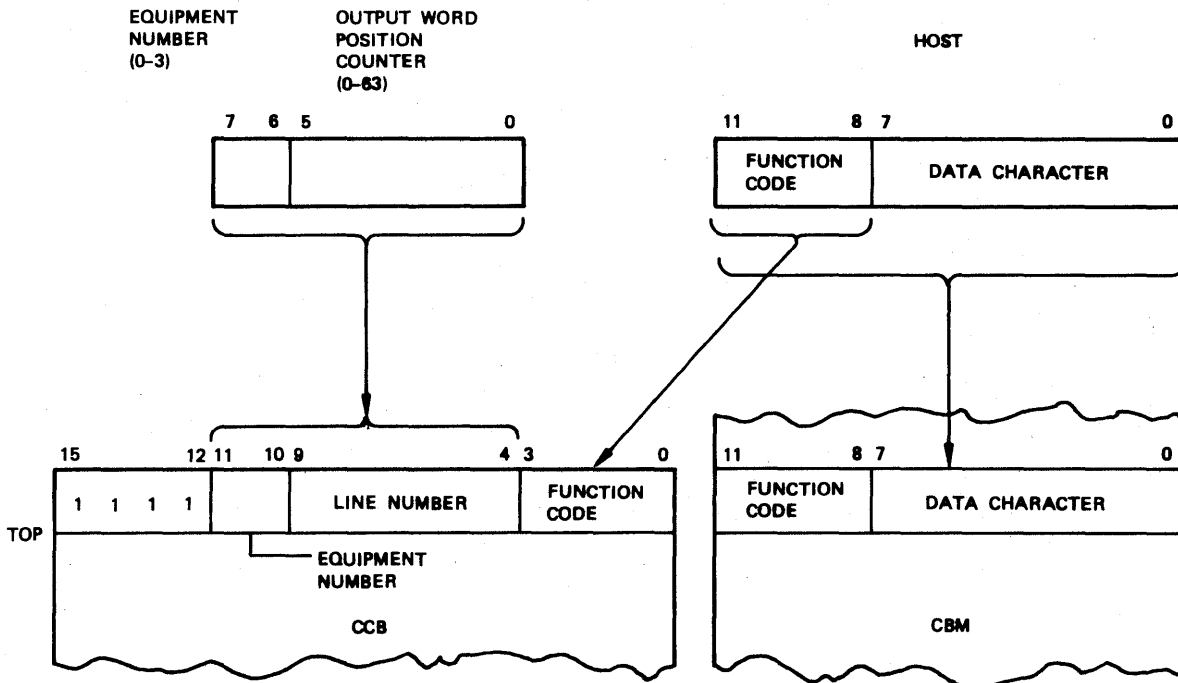 EQUIPMENT
NUMBER
(0-3)
OUTPUT WORD
POSITION
COUNTER
(0-63)
HOST
7 6 5 0
11 8 7 0
FUNCTION
CODE
DATA CHARACTER
15 12 11 10 9 4 3 0
11 8 7 0
1 1 1 1
LINE NUMBER
FUNCTION
CODE
FUNCTION
CODE
DATA CHARACTER
TOP
EQUIPMENT
NUMBER
CCB
CBM